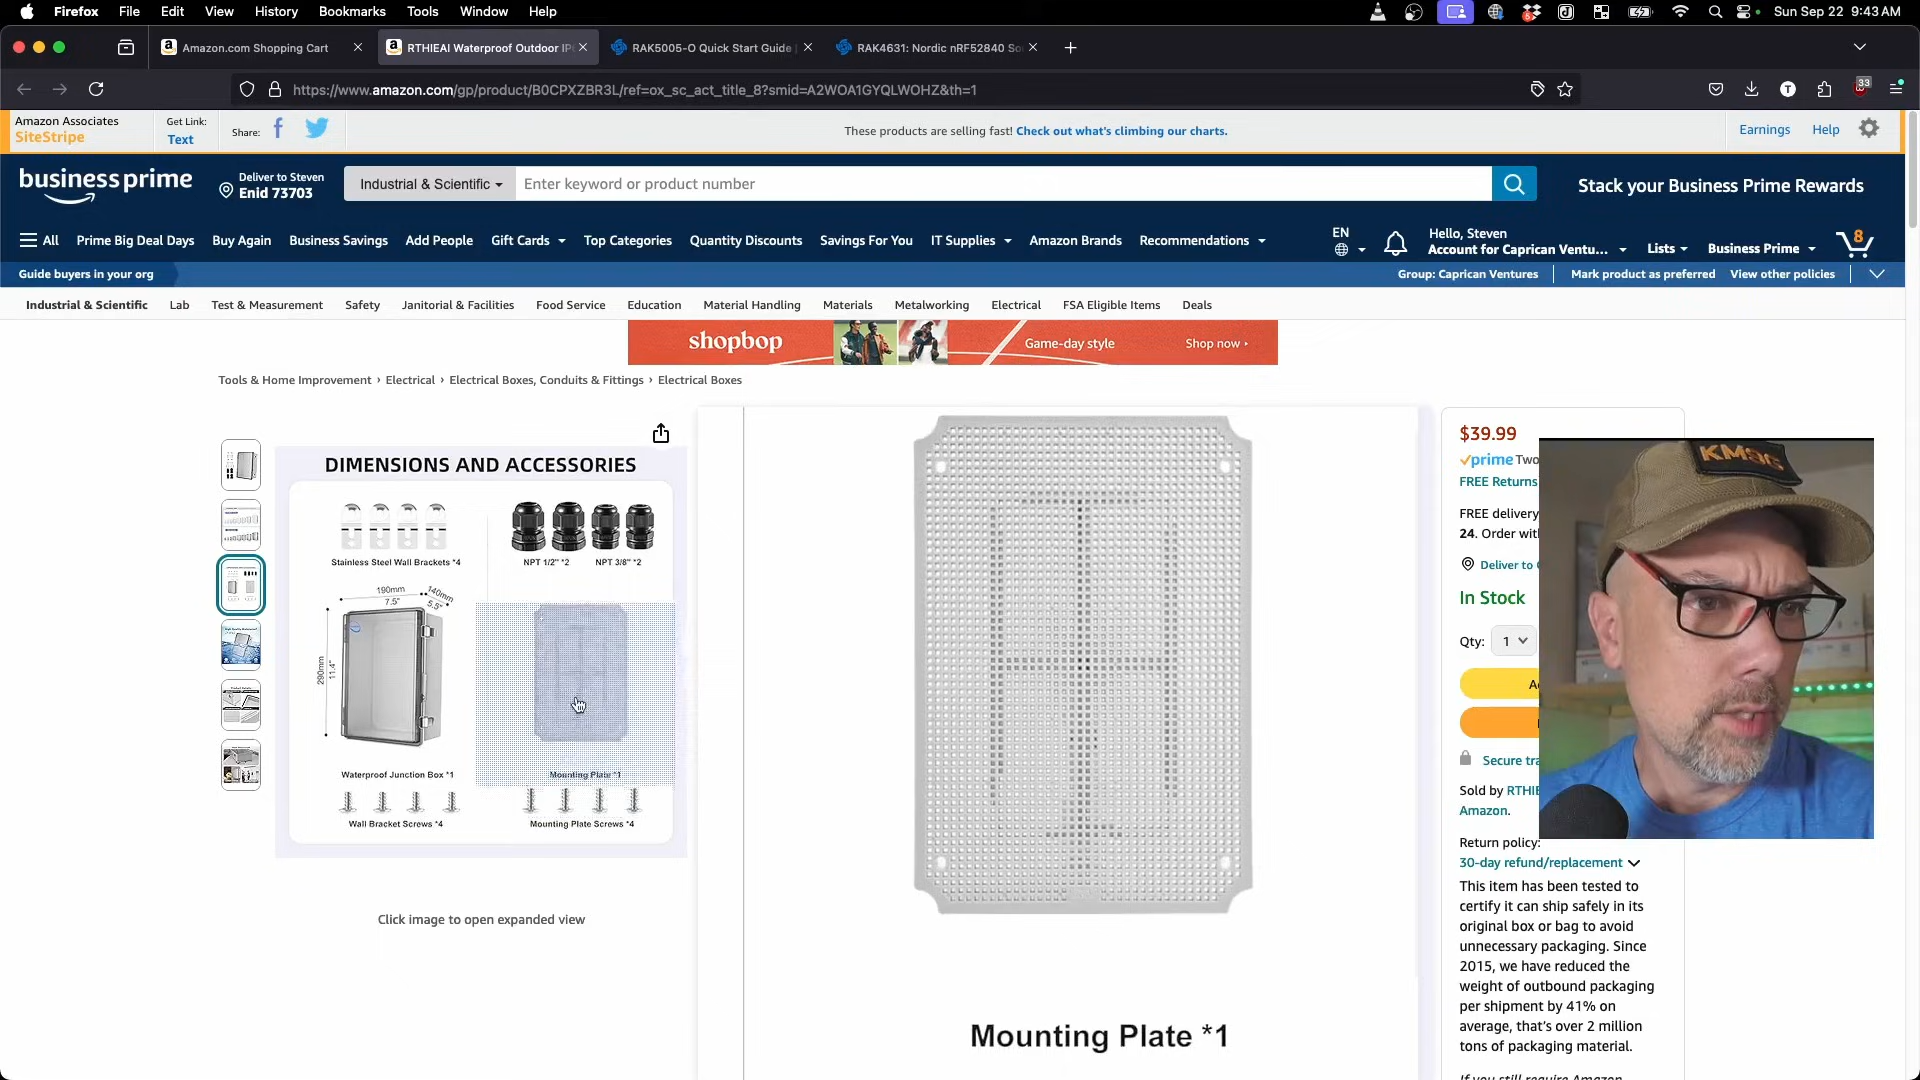 Firefox File Edit View History Bookmarks Tools Window Help
Sun Sep 22 9:43 AM
Amazon.com Shopping Cart
RTHIEAI Waterproof Outdoor IP
RAK5005-O Quick Start Guide
RAK4631: Nordic nRF52840 So
https://www.amazon.com/gp/product/B0CPXZBR3L/ref=ox_sc_act_title_8?smid=A2WOA1GYQLWOHZ&th=1
T
33
Amazon Associates
SiteStripe
Get Link:
Text
Share:
These products are selling fast! Check out what's climbing our charts.
Earnings
Help
business prime
Deliver to Steven
Enid 73703
Industrial & Scientific
Enter keyword or product number
Stack your Business Prime Rewards
All Prime Big Deal Days Buy Again Business Savings Add People Gift Cards Top Categories Quantity Discounts Savings For You IT Supplies Amazon Brands Recommendations
EN
Hello, Steven
Account for Caprican Ventu...
Lists
Business Prime
8
Guide buyers in your org
Group: Caprican Ventures
Mark product as preferred
View other policies
Industrial & Scientific Lab Test & Measurement Safety Janitorial & Facilities Food Service Education Material Handling Materials Metalworking Electrical FSA Eligible Items Deals
shopbop
Game-day style
Shop now ›
Tools & Home Improvement › Electrical › Electrical Boxes, Conduits & Fittings › Electrical Boxes
DIMENSIONS AND ACCESSORIES
Stainless Steel Wall Brackets *4
NPT 1/2" *2
NPT 3/8" *2
190mm
7.5"
140mm
5.5"
290mm
11.4"
Waterproof Junction Box *1
Mounting Plate *1
Wall Bracket Screws *4
Mounting Plate Screws *4
Click image to open expanded view
Mounting Plate *1
$39.99
prime Two
FREE Returns
FREE delivery
24. Order wit
Deliver to
In Stock
Qty: 1
Secure tra
Sold by RTHIE
Amazon.
Return policy:
30-day refund/replacement
This item has been tested to
certify it can ship safely in its
original box or bag to avoid
unnecessary packaging. Since
2015, we have reduced the
weight of outbound packaging
per shipment by 41% on
average, that's over 2 million
tons of packaging material.
If you still require Amazon